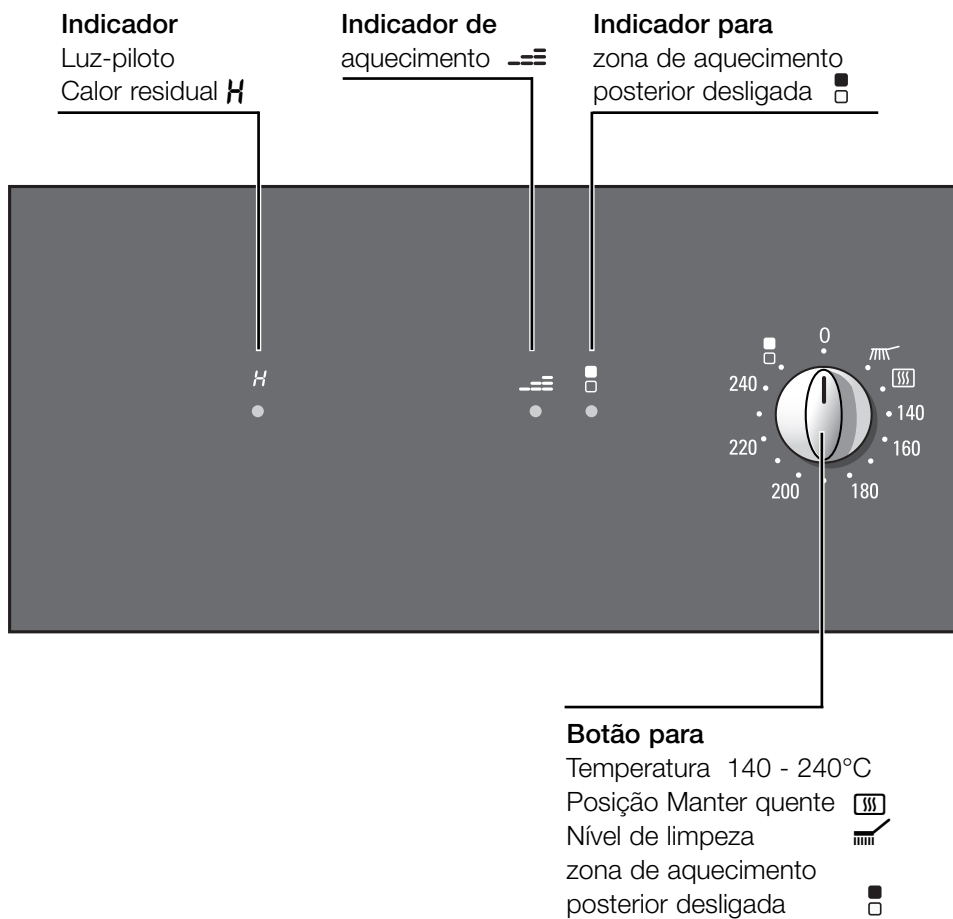 Indicador
Luz-piloto
Calor residual H
Indicador de
aquecimento
Indicador para
zona de aquecimento
posterior desligada
H
0
240
140
220
160
200
180
Botão para
Temperatura 140 - 240°C
Posição Manter quente
Nível de limpeza
zona de aquecimento
posterior desligada